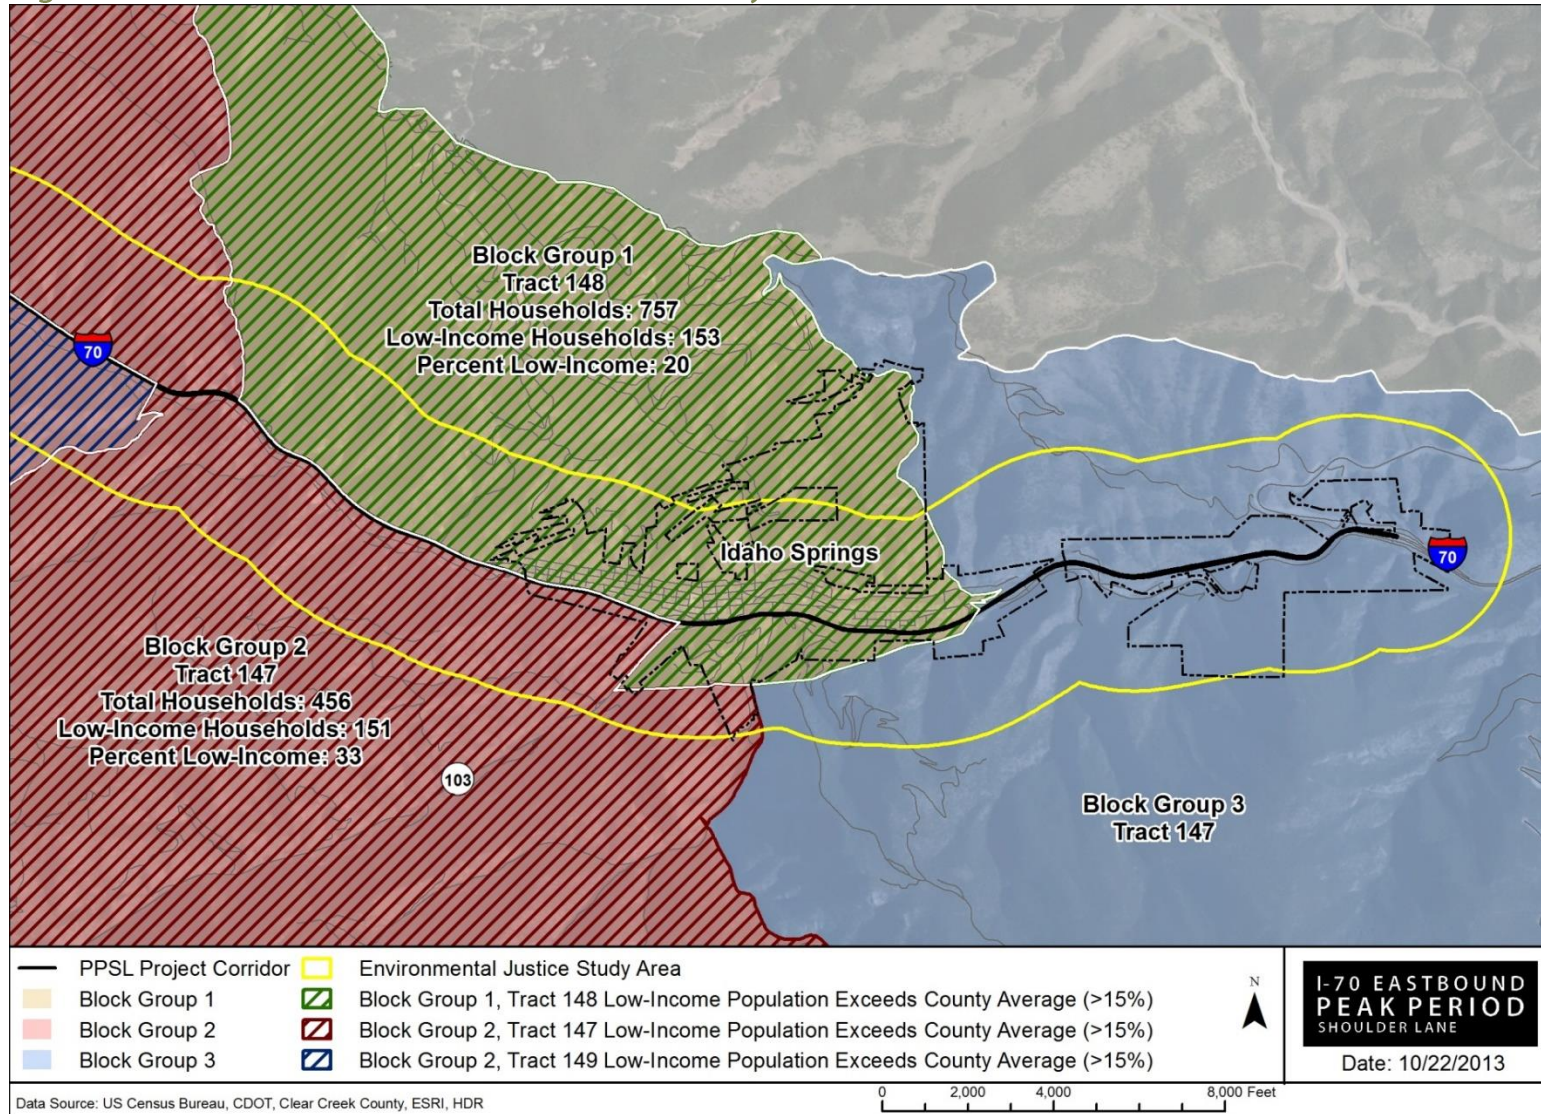 70
Block Group 1
Tract 148
Total Households: 757
Low-Income Households: 153
Percent Low-Income: 20
Idaho Springs
70
Block Group 2
Tract 147
Total Households: 456
Low-Income Households: 151
Percent Low-Income: 33
103
Block Group 3
Tract 147
PPSL Project Corridor
Block Group 1
Block Group 2
Block Group 3
Environmental Justice Study Area
Block Group 1, Tract 148 Low-Income Population Exceeds County Average (>15%)
Block Group 2, Tract 147 Low-Income Population Exceeds County Average (>15%)
Block Group 2, Tract 149 Low-Income Population Exceeds County Average (>15%)
N
I-70 EASTBOUND
PEAK PERIOD
SHOULDER LANE
Date: 10/22/2013
Data Source: US Census Bureau, CDOT, Clear Creek County, ESRI, HDR
0 2,000 4,000 8,000 Feet